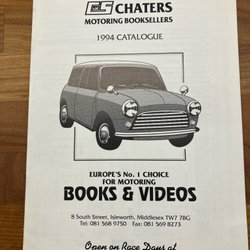 CS CHATERS
MOTORING BOOKSELLERS
1994 CATALOGUE
EUROPE'S No. 1 CHOICE
FOR MOTORING
BOOKS & VIDEOS
8 South Street, Isleworth, Middlesex TW7 7BG
Tel: 081 568 9750 Fax: 081 569 8273
Open on Race Days at